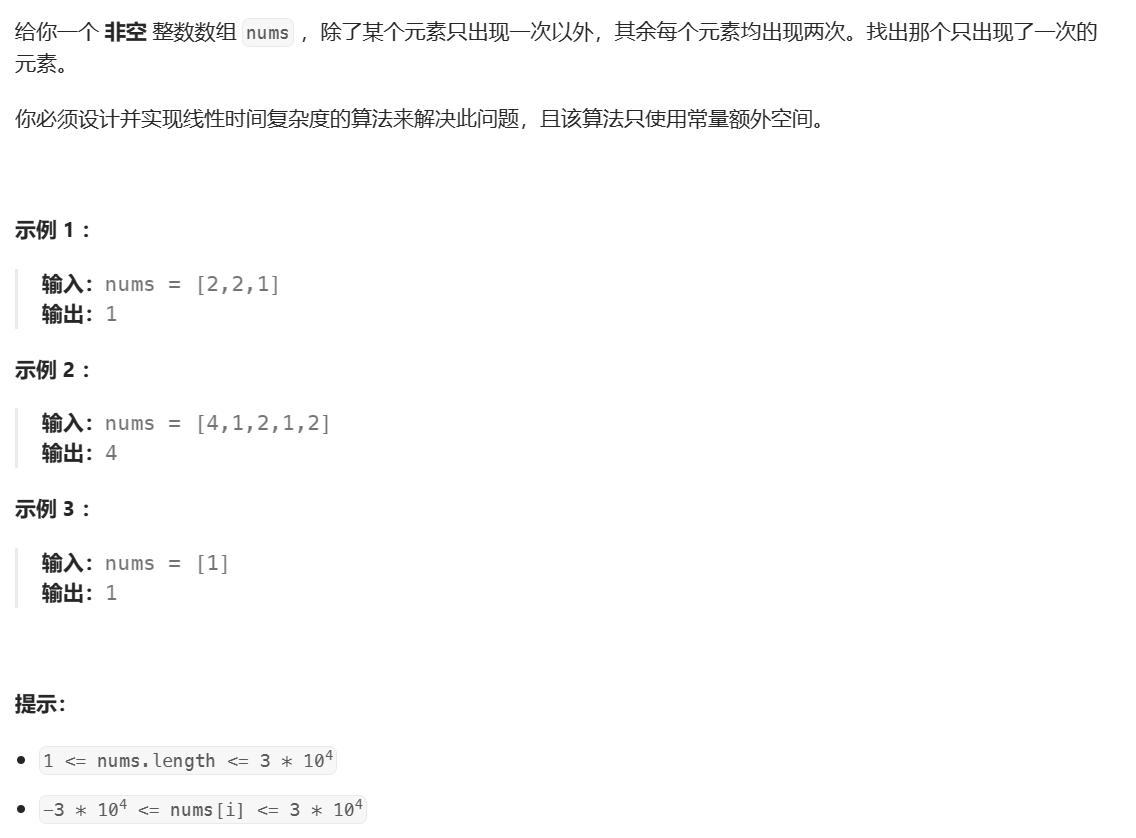 给你一个 非空 整数数组 nums ，除了某个元素只出现一次以外，其余每个元素均出现两次。找出那个只出现了一次的
元素。
你必须设计并实现线性时间复杂度的算法来解决此问题，且该算法只使用常量额外空间。
示例 1 ：
输入：nums = [2,2,1]
输出：1
示例 2 ：
输入：nums = [4,1,2,1,2]
输出：4
示例 3 ：
输入：nums = [1]
输出：1
提示：
• 1 <= nums.length <= 3 * 10⁴
• -3 * 10⁴ <= nums[i] <= 3 * 10⁴